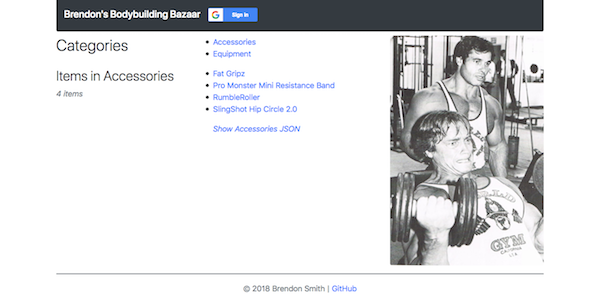 Brendon's Bodybuilding Bazaar
Sign in
Categories
Accessories
Equipment
Items in Accessories
4 items
Fat Gripz
Pro Monster Mini Resistance Band
RumbleRoller
SlingShot Hip Circle 2.0
Show Accessories JSON
GYM
© 2018 Brendon Smith | GitHub